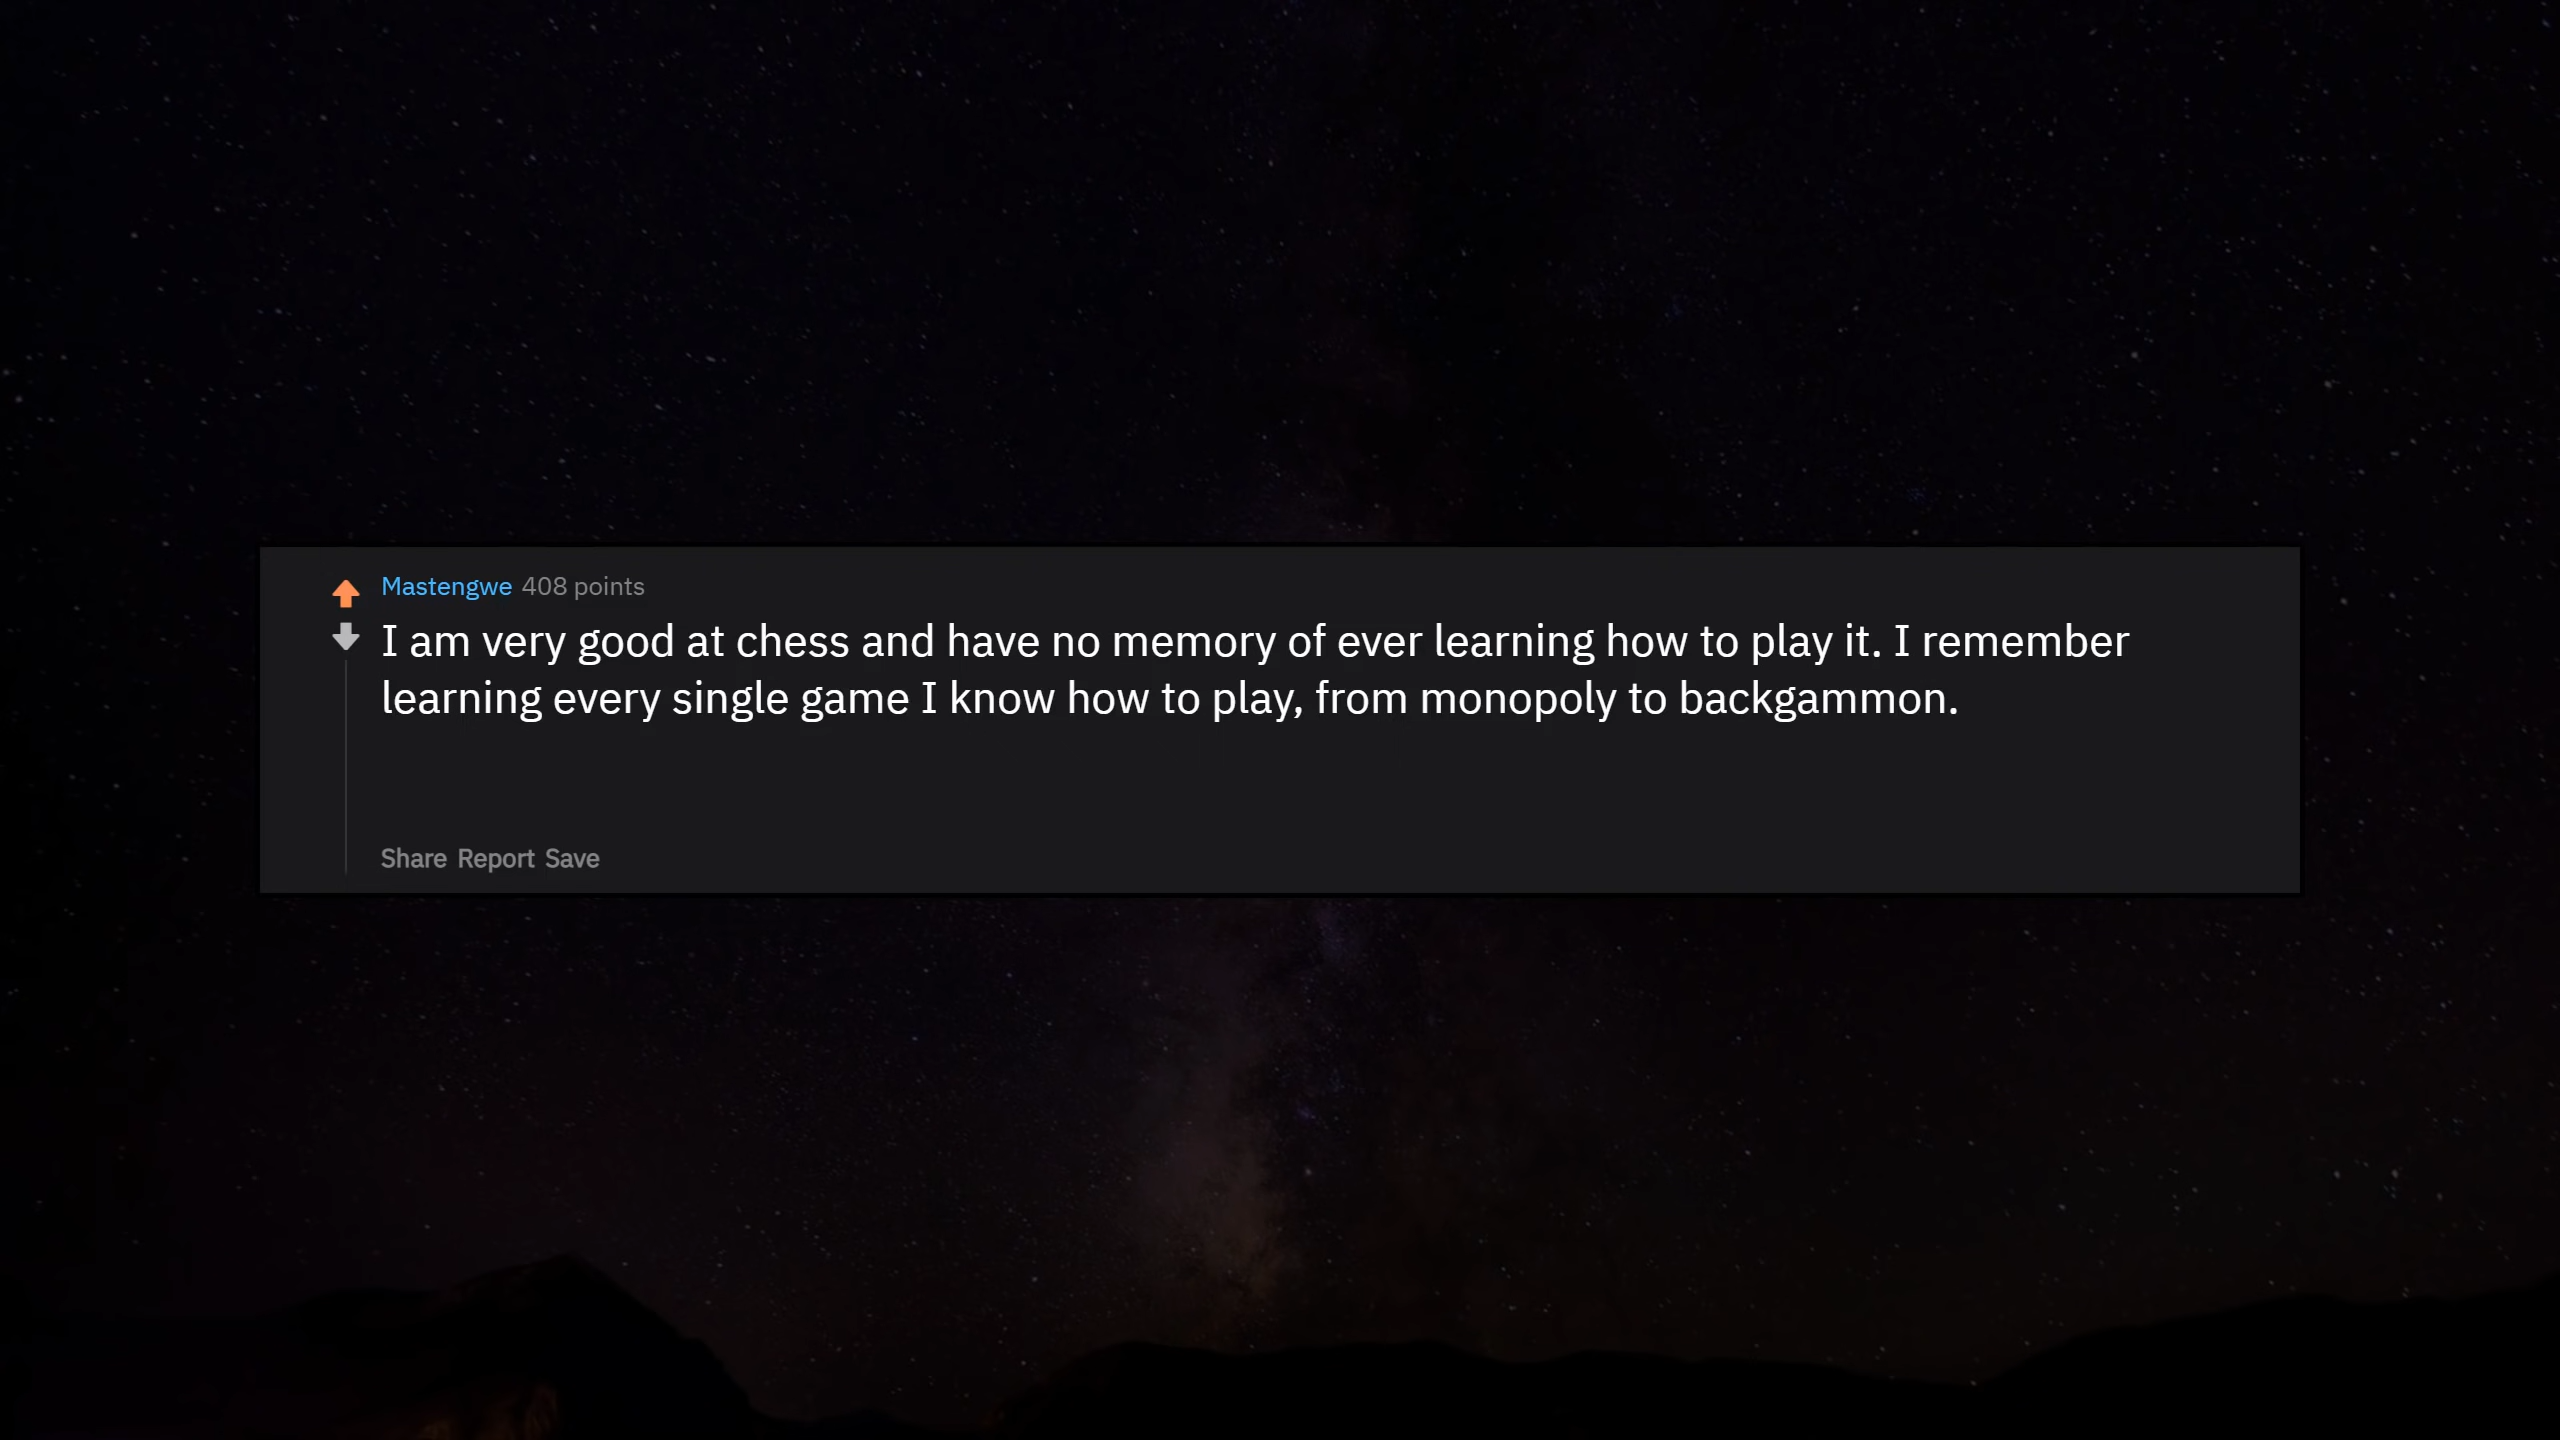 Mastengwe 408 points
I am very good at chess and have no memory of ever learning how to play it. I remember
learning every single game I know how to play, from monopoly to backgammon.
Share Report Save